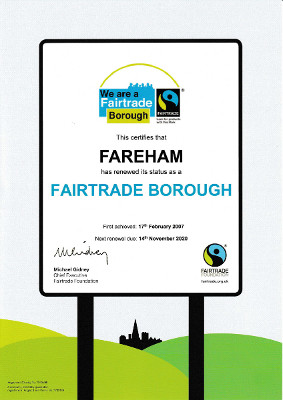 We are a
Fairtrade
Borough
FAIRTRADE
This certifies that
FAREHAM
has renewed its status as a
FAIRTRADE BOROUGH
First achieved: 17th February 2007
Next renewal due: 14th November 2020
Michael Gidney
Chief Executive
Fairtrade Foundation
FAIRTRADE
FOUNDATION
fairtrade.org.uk